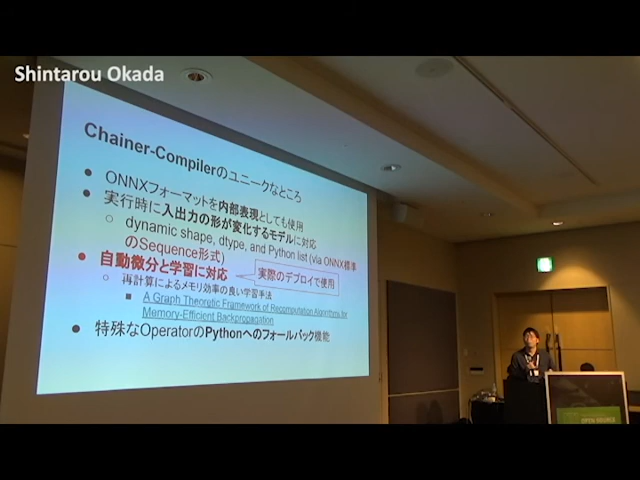 Shintarou Okada
Chainer-Compilerのユニークなところ
● ONNXフォーマットを内部表現としても使用
● 実行時に入出力の形が変化するモデルに対応
○ dynamic shape, dtype, and Python list (via ONNX標準
のSequence形式)
● 自動微分と学習に対応
実際のデプロイで使用
○ 再計算によるメモリ効率の良い学習手法
■ A Graph Theoretic Framework of Recomputation Algorithms for
Memory-Efficient Backpropagation
● 特殊なOperatorのPythonへのフォールバック機能
OPEN SOURCE